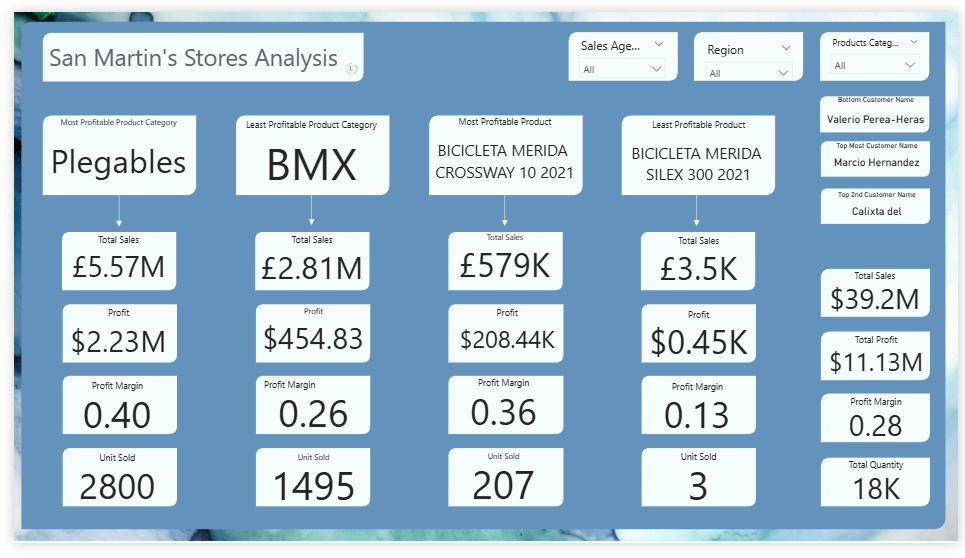 San Martin's Stores Analysis
Sales Age...
All
Region
All
Products Categ...
All
Most Profitable Product Category
Plegables
Least Profitable Product Category
BMX
Most Profitable Product
BICICLETA MERIDA
CROSSWAY 10 2021
Least Profitable Product
BICICLETA MERIDA
SILEX 300 2021
Bottom Customer Name
Valerio Perea-Heras
Top Most Customer Name
Marcio Hernandez
Top 2nd Customer Name
Calixta del
Total Sales
£5.57M
Total Sales
£2.81M
Total Sales
£579K
Total Sales
£3.5K
Total Sales
$39.2M
Profit
$2.23M
Profit
$454.83
Profit
$208.44K
Profit
$0.45K
Total Profit
$11.13M
Profit Margin
0.40
Profit Margin
0.26
Profit Margin
0.36
Profit Margin
0.13
Profit Margin
0.28
Unit Sold
2800
Unit Sold
1495
Unit Sold
207
Unit Sold
3
Total Quantity
18K